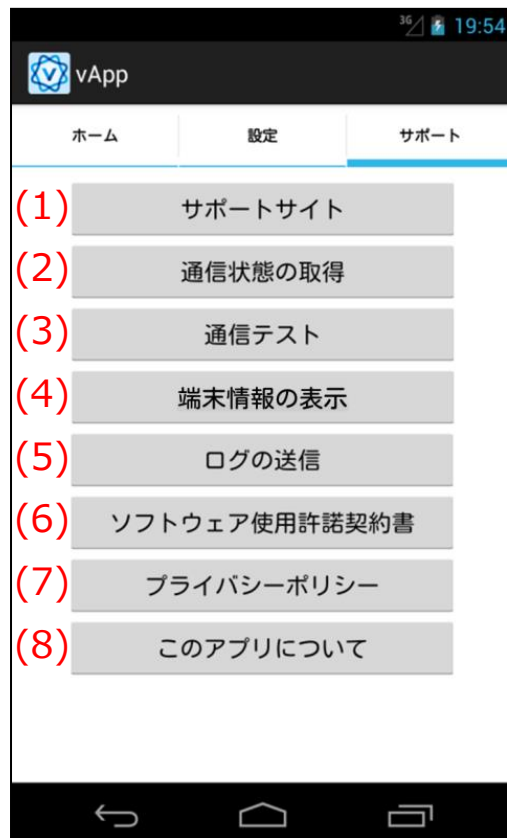 3G 19:54
vApp
ホーム 設定 サポート
(1) サポートサイト
(2) 通信状態の取得
(3) 通信テスト
(4) 端末情報の表示
(5) ログの送信
(6) ソフトウェア使用許諾契約書
(7) プライバシーポリシー
(8) このアプリについて